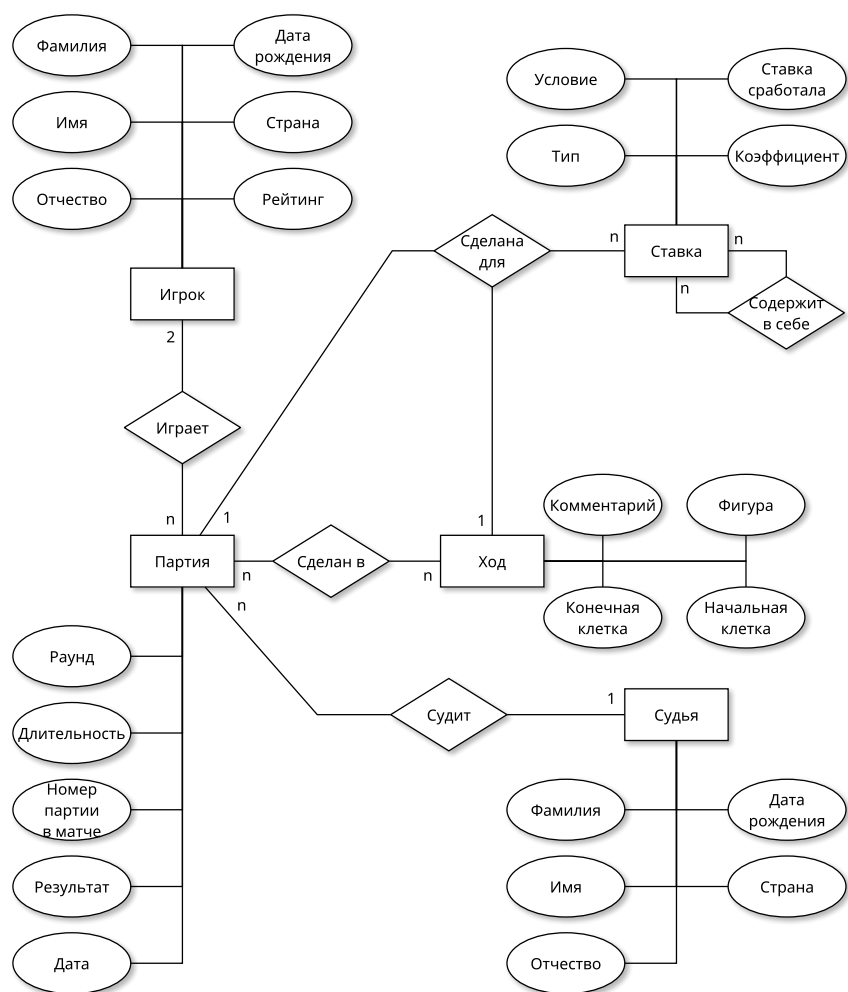 Фамилия
Дата
рождения
Имя
Страна
Отчество
Рейтинг
Игрок
2
Играет
n
Условие
Ставка
сработала
Тип
Коэффициент
Сделана
для
n
Ставка
n
n
Содержит
в себе
1
1
Партия
n
Сделан в
n
Ход
Комментарий
Фигура
Конечная
клетка
Начальная
клетка
n
Судит
1
Судья
Раунд
Длительность
Номер
партии
в матче
Результат
Дата
Фамилия
Дата
рождения
Имя
Страна
Отчество